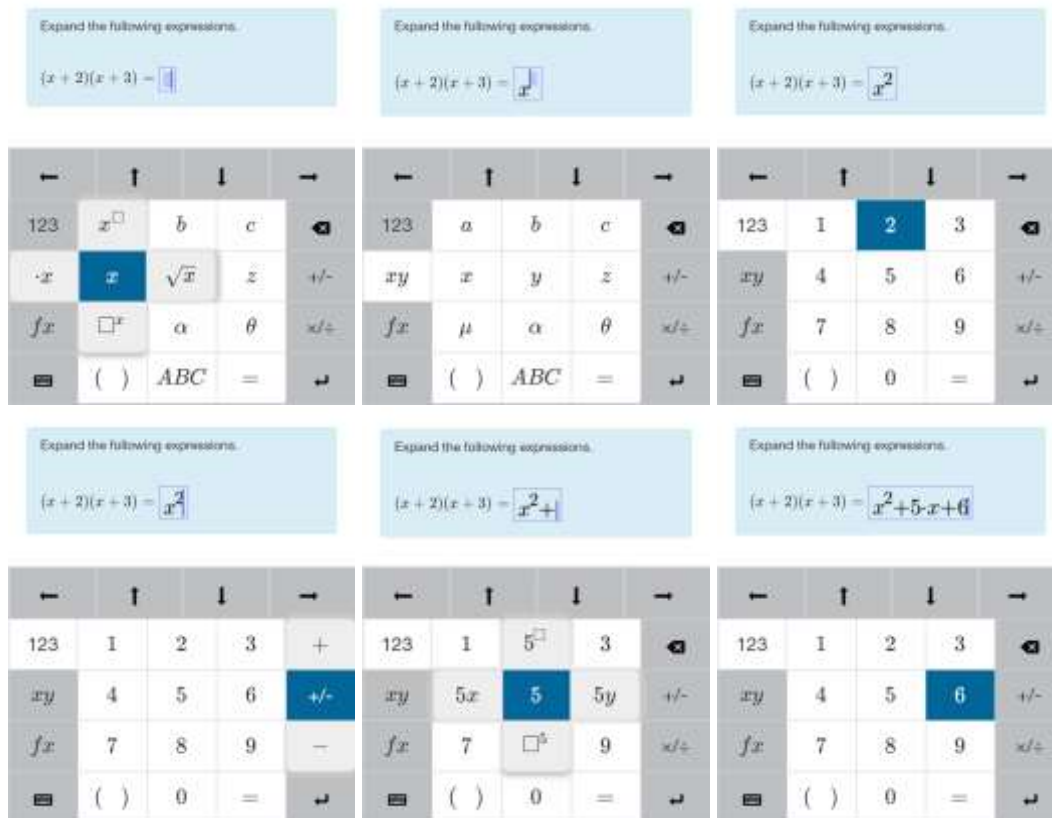 Expand the following expressions.
(x + 2)(x + 3) =
123 x^□ b c
·x x √x z +/-
fx □^x α θ ×/÷
( ) ABC =
Expand the following expressions.
(x + 2)(x + 3) = x
123 a b c
xy x y z +/-
fx μ α θ ×/÷
( ) ABC =
Expand the following expressions.
(x + 2)(x + 3) = x²
123 1 2 3
xy 4 5 6 +/-
fx 7 8 9 ×/÷
( ) 0 =
Expand the following expressions.
(x + 2)(x + 3) = x²
123 1 2 3 +
xy 4 5 6 +/-
fx 7 8 9 −
( ) 0 =
Expand the following expressions.
(x + 2)(x + 3) = x²+
123 1 5^□ 3
xy 5x 5 5y +/-
fx 7 □^5 9 ×/÷
( ) 0 =
Expand the following expressions.
(x + 2)(x + 3) = x²+5·x+6
123 1 2 3
xy 4 5 6 +/-
fx 7 8 9 ×/÷
( ) 0 =